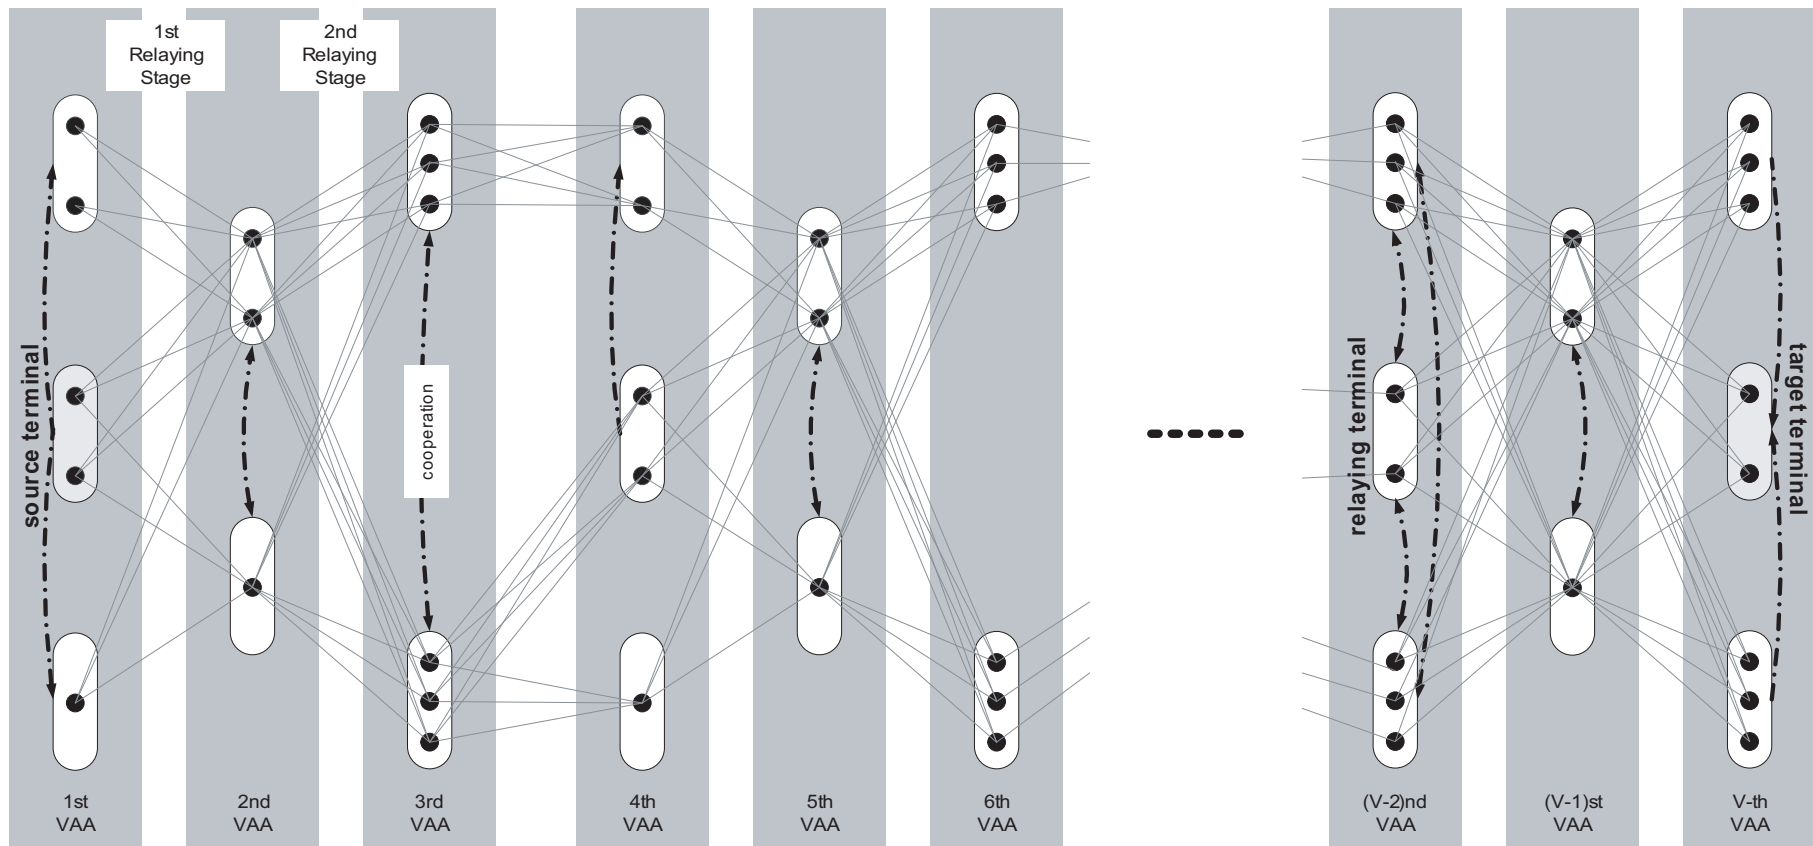 1st
Relaying
Stage
2nd
Relaying
Stage
source terminal
cooperation
relaying terminal
target terminal
1st
VAA
2nd
VAA
3rd
VAA
4th
VAA
5th
VAA
6th
VAA
(V-2)nd
VAA
(V-1)st
VAA
V-th
VAA